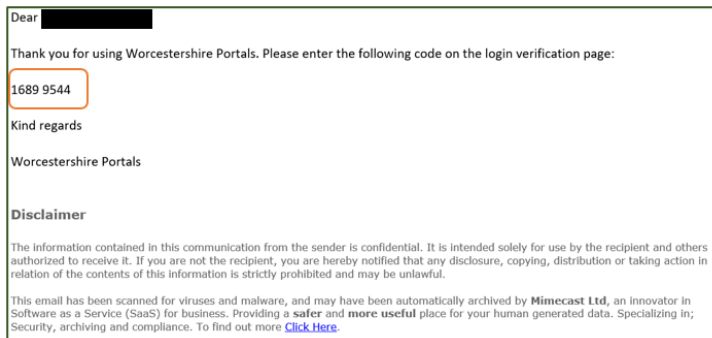 Dear
Thank you for using Worcestershire Portals. Please enter the following code on the login verification page:
1689 9544
Kind regards
Worcestershire Portals
Disclaimer
The information contained in this communication from the sender is confidential. It is intended solely for use by the recipient and others
authorized to receive it. If you are not the recipient, you are hereby notified that any disclosure, copying, distribution or taking action in
relation of the contents of this information is strictly prohibited and may be unlawful.
This email has been scanned for viruses and malware, and may have been automatically archived by Mimecast Ltd, an innovator in
Software as a Service (SaaS) for business. Providing a safer and more useful place for your human generated data. Specializing in;
Security, archiving and compliance. To find out more Click Here.